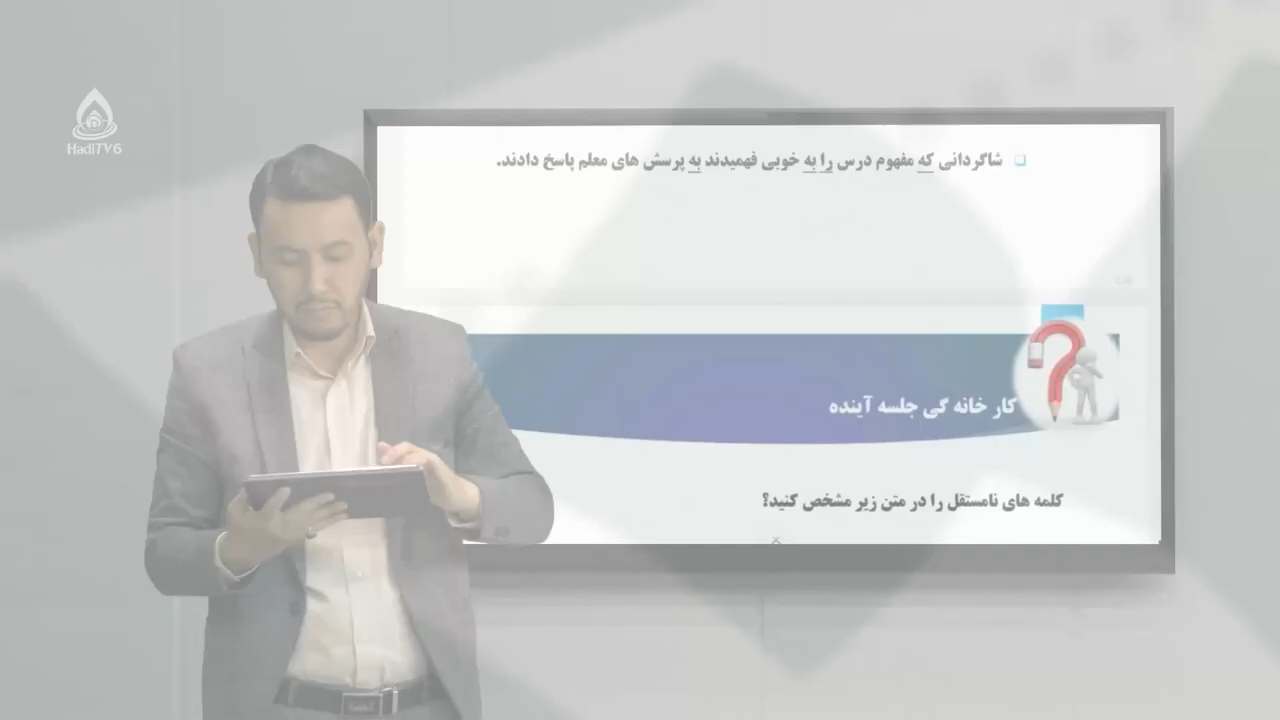 HadiTV6
شاگردانی که مفهوم درس را به خوبی فهمیدند به پرسش های معلم پاسخ دادند.
کار خانه گی جلسه آینده
کلمه های نامستقل را در متن زیر مشخص کنید؟